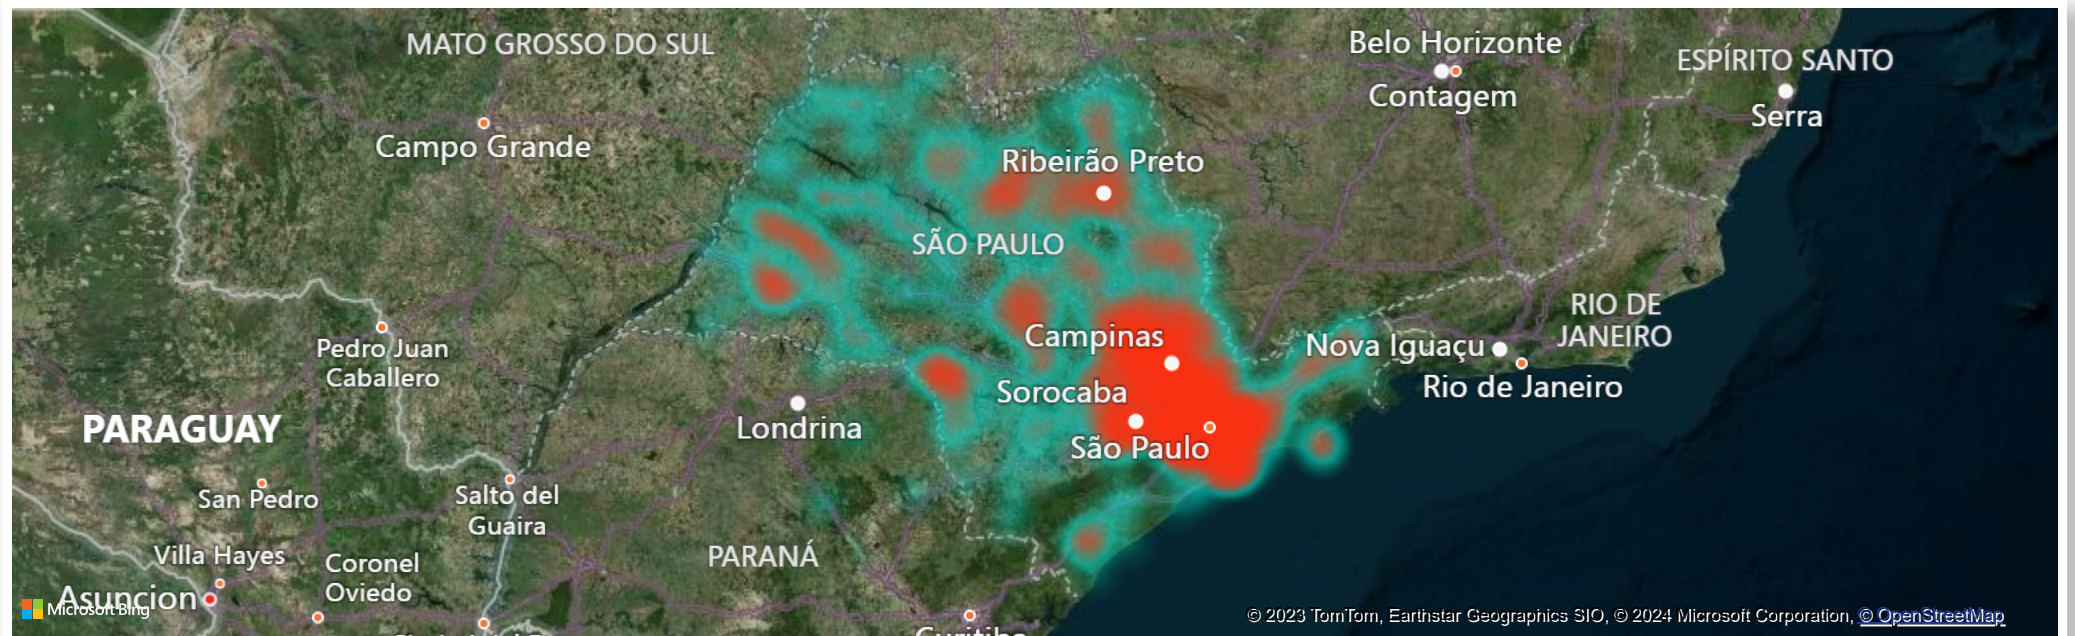 MATO GROSSO DO SUL
Belo Horizonte
ESPÍRITO SANTO
Contagem
Serra
Campo Grande
Ribeirão Preto
SÃO PAULO
RIO DE
JANEIRO
Campinas
Nova Iguaçu
Pedro Juan
Caballero
Rio de Janeiro
Sorocaba
PARAGUAY
Londrina
São Paulo
San Pedro
Salto del
Guaira
Villa Hayes
PARANÁ
Coronel
Oviedo
Asuncion
Microsoft Bing
© 2023 TomTom, Earthstar Geographics SIO, © 2024 Microsoft Corporation, © OpenStreetMap
Curitiba